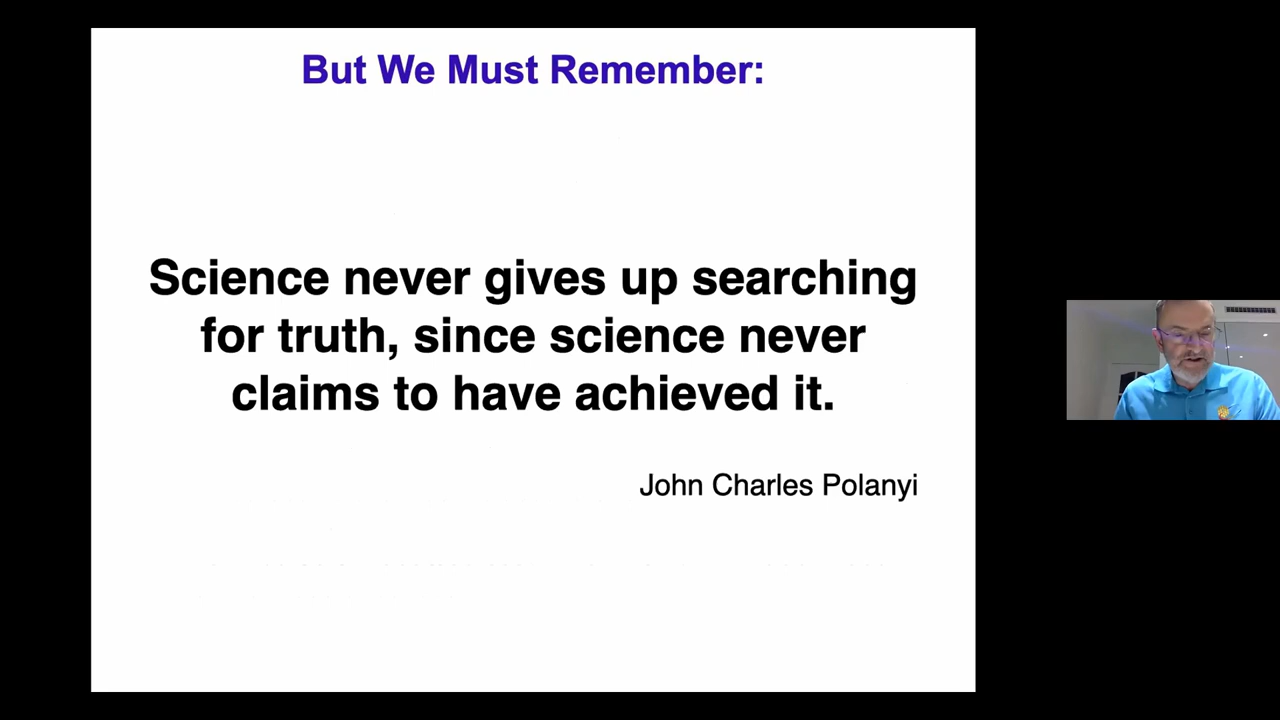 But We Must Remember:
Science never gives up searching
for truth, since science never
claims to have achieved it.
John Charles Polanyi